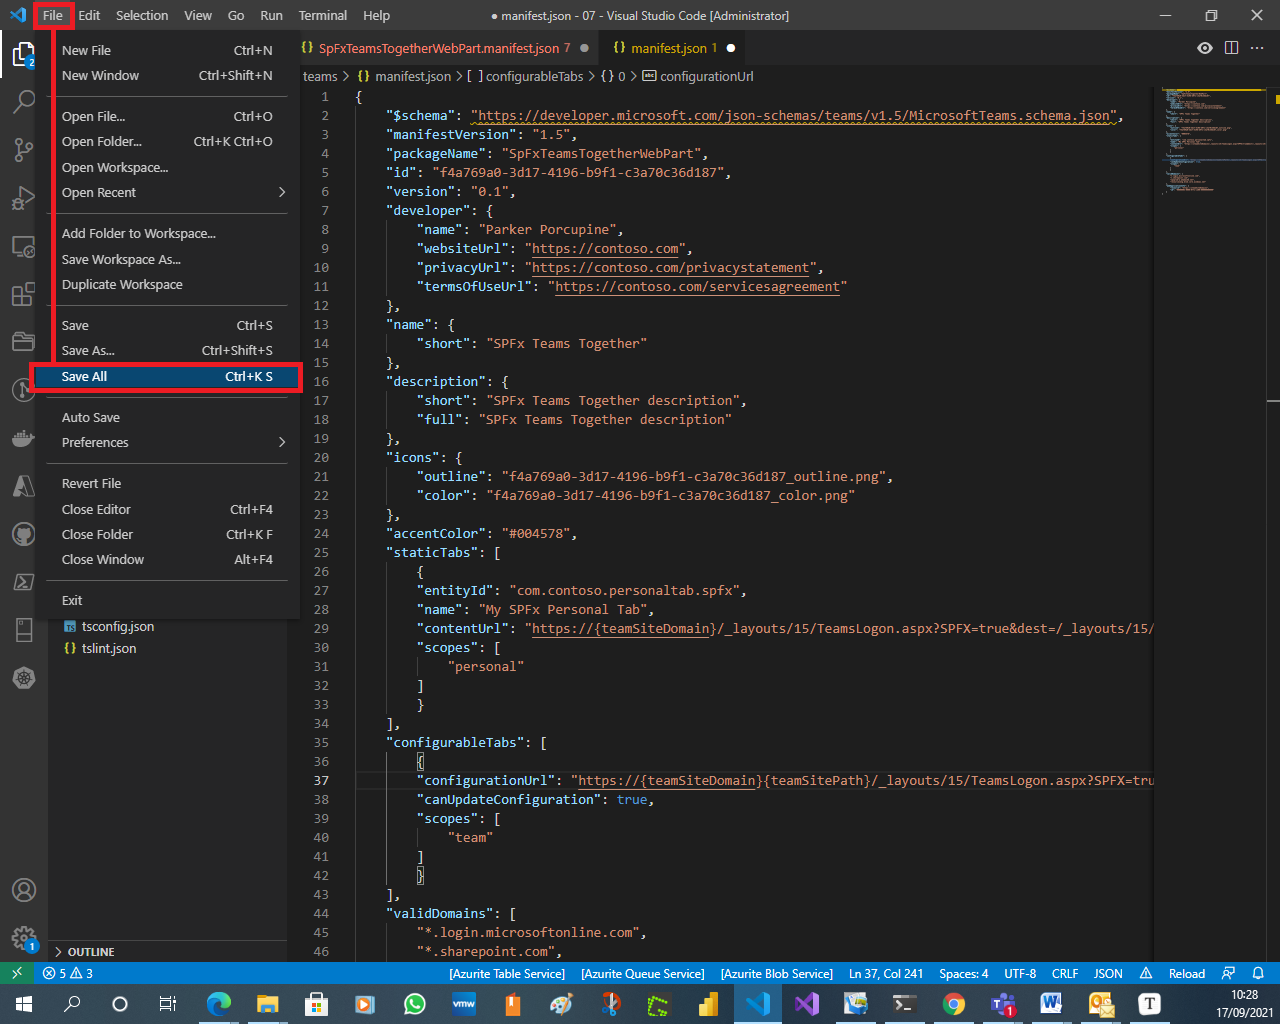 File Edit Selection View Go Run Terminal Help
● manifest.json - 07 - Visual Studio Code [Administrator]
New File Ctrl+N
New Window Ctrl+Shift+N
Open File... Ctrl+O
Open Folder... Ctrl+K Ctrl+O
Open Workspace...
Open Recent
Add Folder to Workspace...
Save Workspace As...
Duplicate Workspace
Save Ctrl+S
Save As... Ctrl+Shift+S
Save All Ctrl+K S
Auto Save
Preferences
Revert File
Close Editor Ctrl+F4
Close Folder Ctrl+K F
Close Window Alt+F4
Exit
2
TS tsconfig.json
{} tslint.json
OUTLINE
1
{} SpFxTeamsTogetherWebPart.manifest.json 7 ●
{} manifest.json 1 ●
teams > {} manifest.json > [ ] configurableTabs > {} 0 > abc configurationUrl
1 {
2 "$schema": "https://developer.microsoft.com/json-schemas/teams/v1.5/MicrosoftTeams.schema.json",
3 "manifestVersion": "1.5",
4 "packageName": "SpFxTeamsTogetherWebPart",
5 "id": "f4a769a0-3d17-4196-b9f1-c3a70c36d187",
6 "version": "0.1",
7 "developer": {
8 "name": "Parker Porcupine",
9 "websiteUrl": "https://contoso.com",
10 "privacyUrl": "https://contoso.com/privacystatement",
11 "termsOfUseUrl": "https://contoso.com/servicesagreement"
12 },
13 "name": {
14 "short": "SPFx Teams Together"
15 },
16 "description": {
17 "short": "SPFx Teams Together description",
18 "full": "SPFx Teams Together description"
19 },
20 "icons": {
21 "outline": "f4a769a0-3d17-4196-b9f1-c3a70c36d187_outline.png",
22 "color": "f4a769a0-3d17-4196-b9f1-c3a70c36d187_color.png"
23 },
24 "accentColor": "#004578",
25 "staticTabs": [
26 {
27 "entityId": "com.contoso.personaltab.spfx",
28 "name": "My SPFx Personal Tab",
29 "contentUrl": "https://{teamSiteDomain}/_layouts/15/TeamsLogon.aspx?SPFX=true&dest=/_layouts/15/
30 "scopes": [
31 "personal"
32 ]
33 }
34 ],
35 "configurableTabs": [
36 {
37 "configurationUrl": "https://{teamSiteDomain}{teamSitePath}/_layouts/15/TeamsLogon.aspx?SPFX=tru
38 "canUpdateConfiguration": true,
39 "scopes": [
40 "team"
41 ]
42 }
43 ],
44 "validDomains": [
45 "*.login.microsoftonline.com",
46 "*.sharepoint.com",
5 3 [Azurite Table Service] [Azurite Queue Service] [Azurite Blob Service] Ln 37, Col 241 Spaces: 4 UTF-8 CRLF JSON Reload
vmw
1
T
10:28
17/09/2021